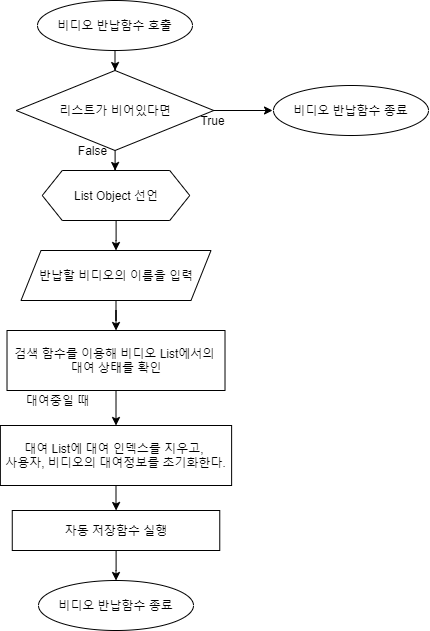 비디오 반납함수 호출
리스트가 비어있다면
True
비디오 반납함수 종료
False
List Object 선언
반납할 비디오의 이름을 입력
검색 함수를 이용해 비디오 List에서의
대여 상태를 확인
대여중일 때
대여 List에 대여 인덱스를 지우고,
사용자, 비디오의 대여정보를 초기화한다.
자동 저장함수 실행
비디오 반납함수 종료